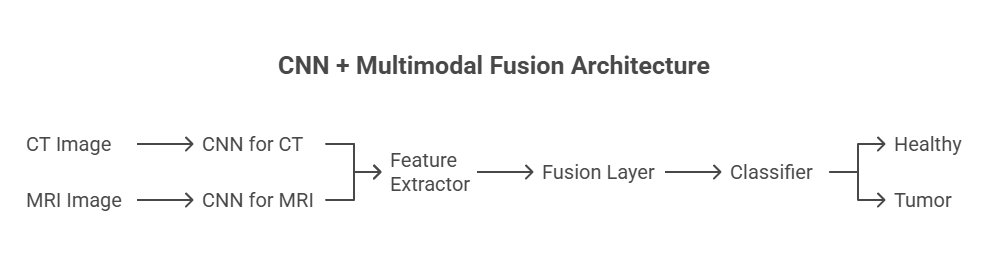 CNN + Multimodal Fusion Architecture
CT Image
CNN for CT
MRI Image
CNN for MRI
Feature
Extractor
Fusion Layer
Classifier
Healthy
Tumor